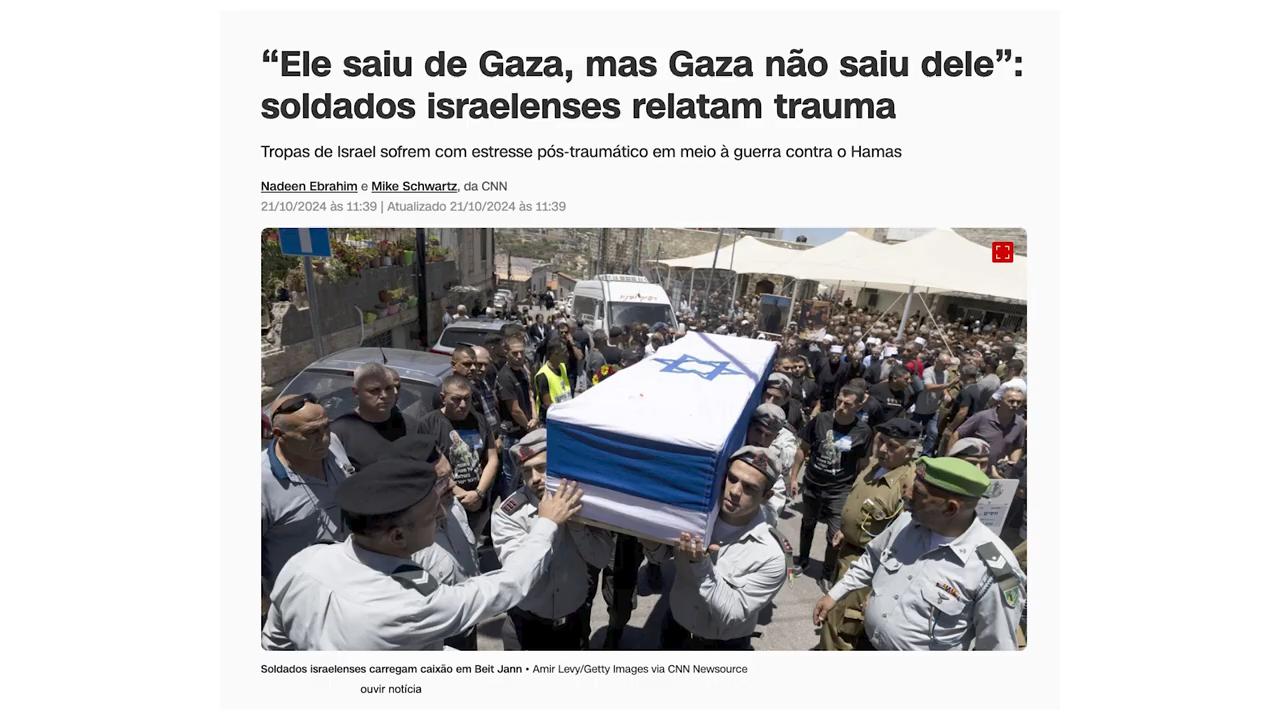 “Ele saiu de Gaza, mas Gaza não saiu dele”:
soldados israelenses relatam trauma
Tropas de Israel sofrem com estresse pós-traumático em meio à guerra contra o Hamas
Nadeen Ebrahim e Mike Schwartz, da CNN
21/10/2024 às 11:39 | Atualizado 21/10/2024 às 11:39
Soldados israelenses carregam caixão em Beit Jann • Amir Levy/Getty Images via CNN Newsource
ouvir notícia